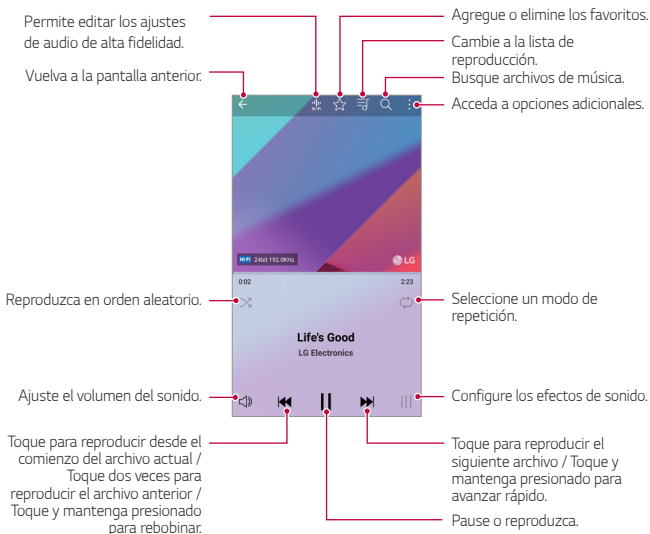 Permite editar los ajustes
de audio de alta fidelidad.
Vuelva a la pantalla anterior.
Agregue o elimine los favoritos.
Cambie a la lista de
reproducción.
Busque archivos de música.
Acceda a opciones adicionales.
HI-FI
HI-FI 24bit 192.0KHz
LG
0:02
2:23
Reproduzca en orden aleatorio.
Seleccione un modo de
repetición.
Life's Good
LG Electronics
Ajuste el volumen del sonido.
Configure los efectos de sonido.
Toque para reproducir desde el
comienzo del archivo actual /
Toque dos veces para
reproducir el archivo anterior /
Toque y mantenga presionado
para rebobinar.
Toque para reproducir el
siguiente archivo / Toque y
mantenga presionado para
avanzar rápido.
Pause o reproduzca.